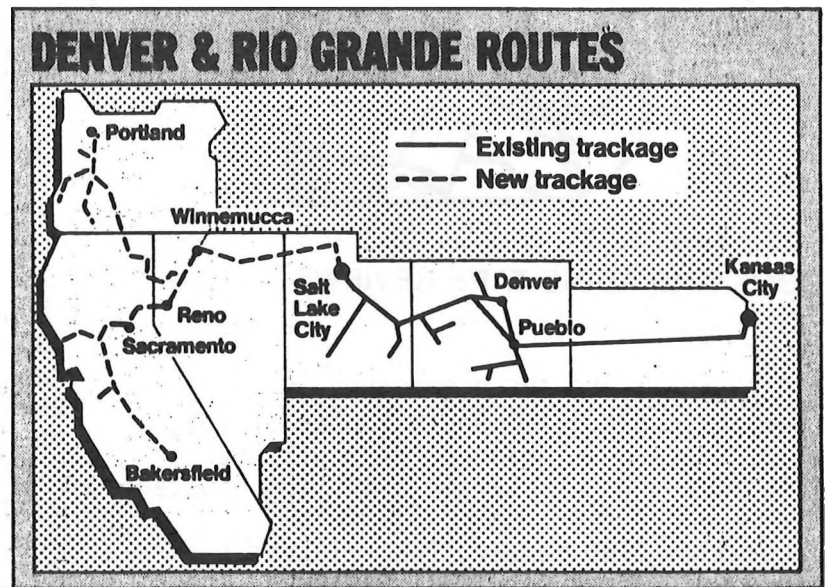 DENVER & RIO GRANDE ROUTES
Portland
Existing trackage
New trackage
Winnemucca
Salt
Lake
City
Denver
Kansas
City
Reno
Pueblo
Sacramento
Bakersfield